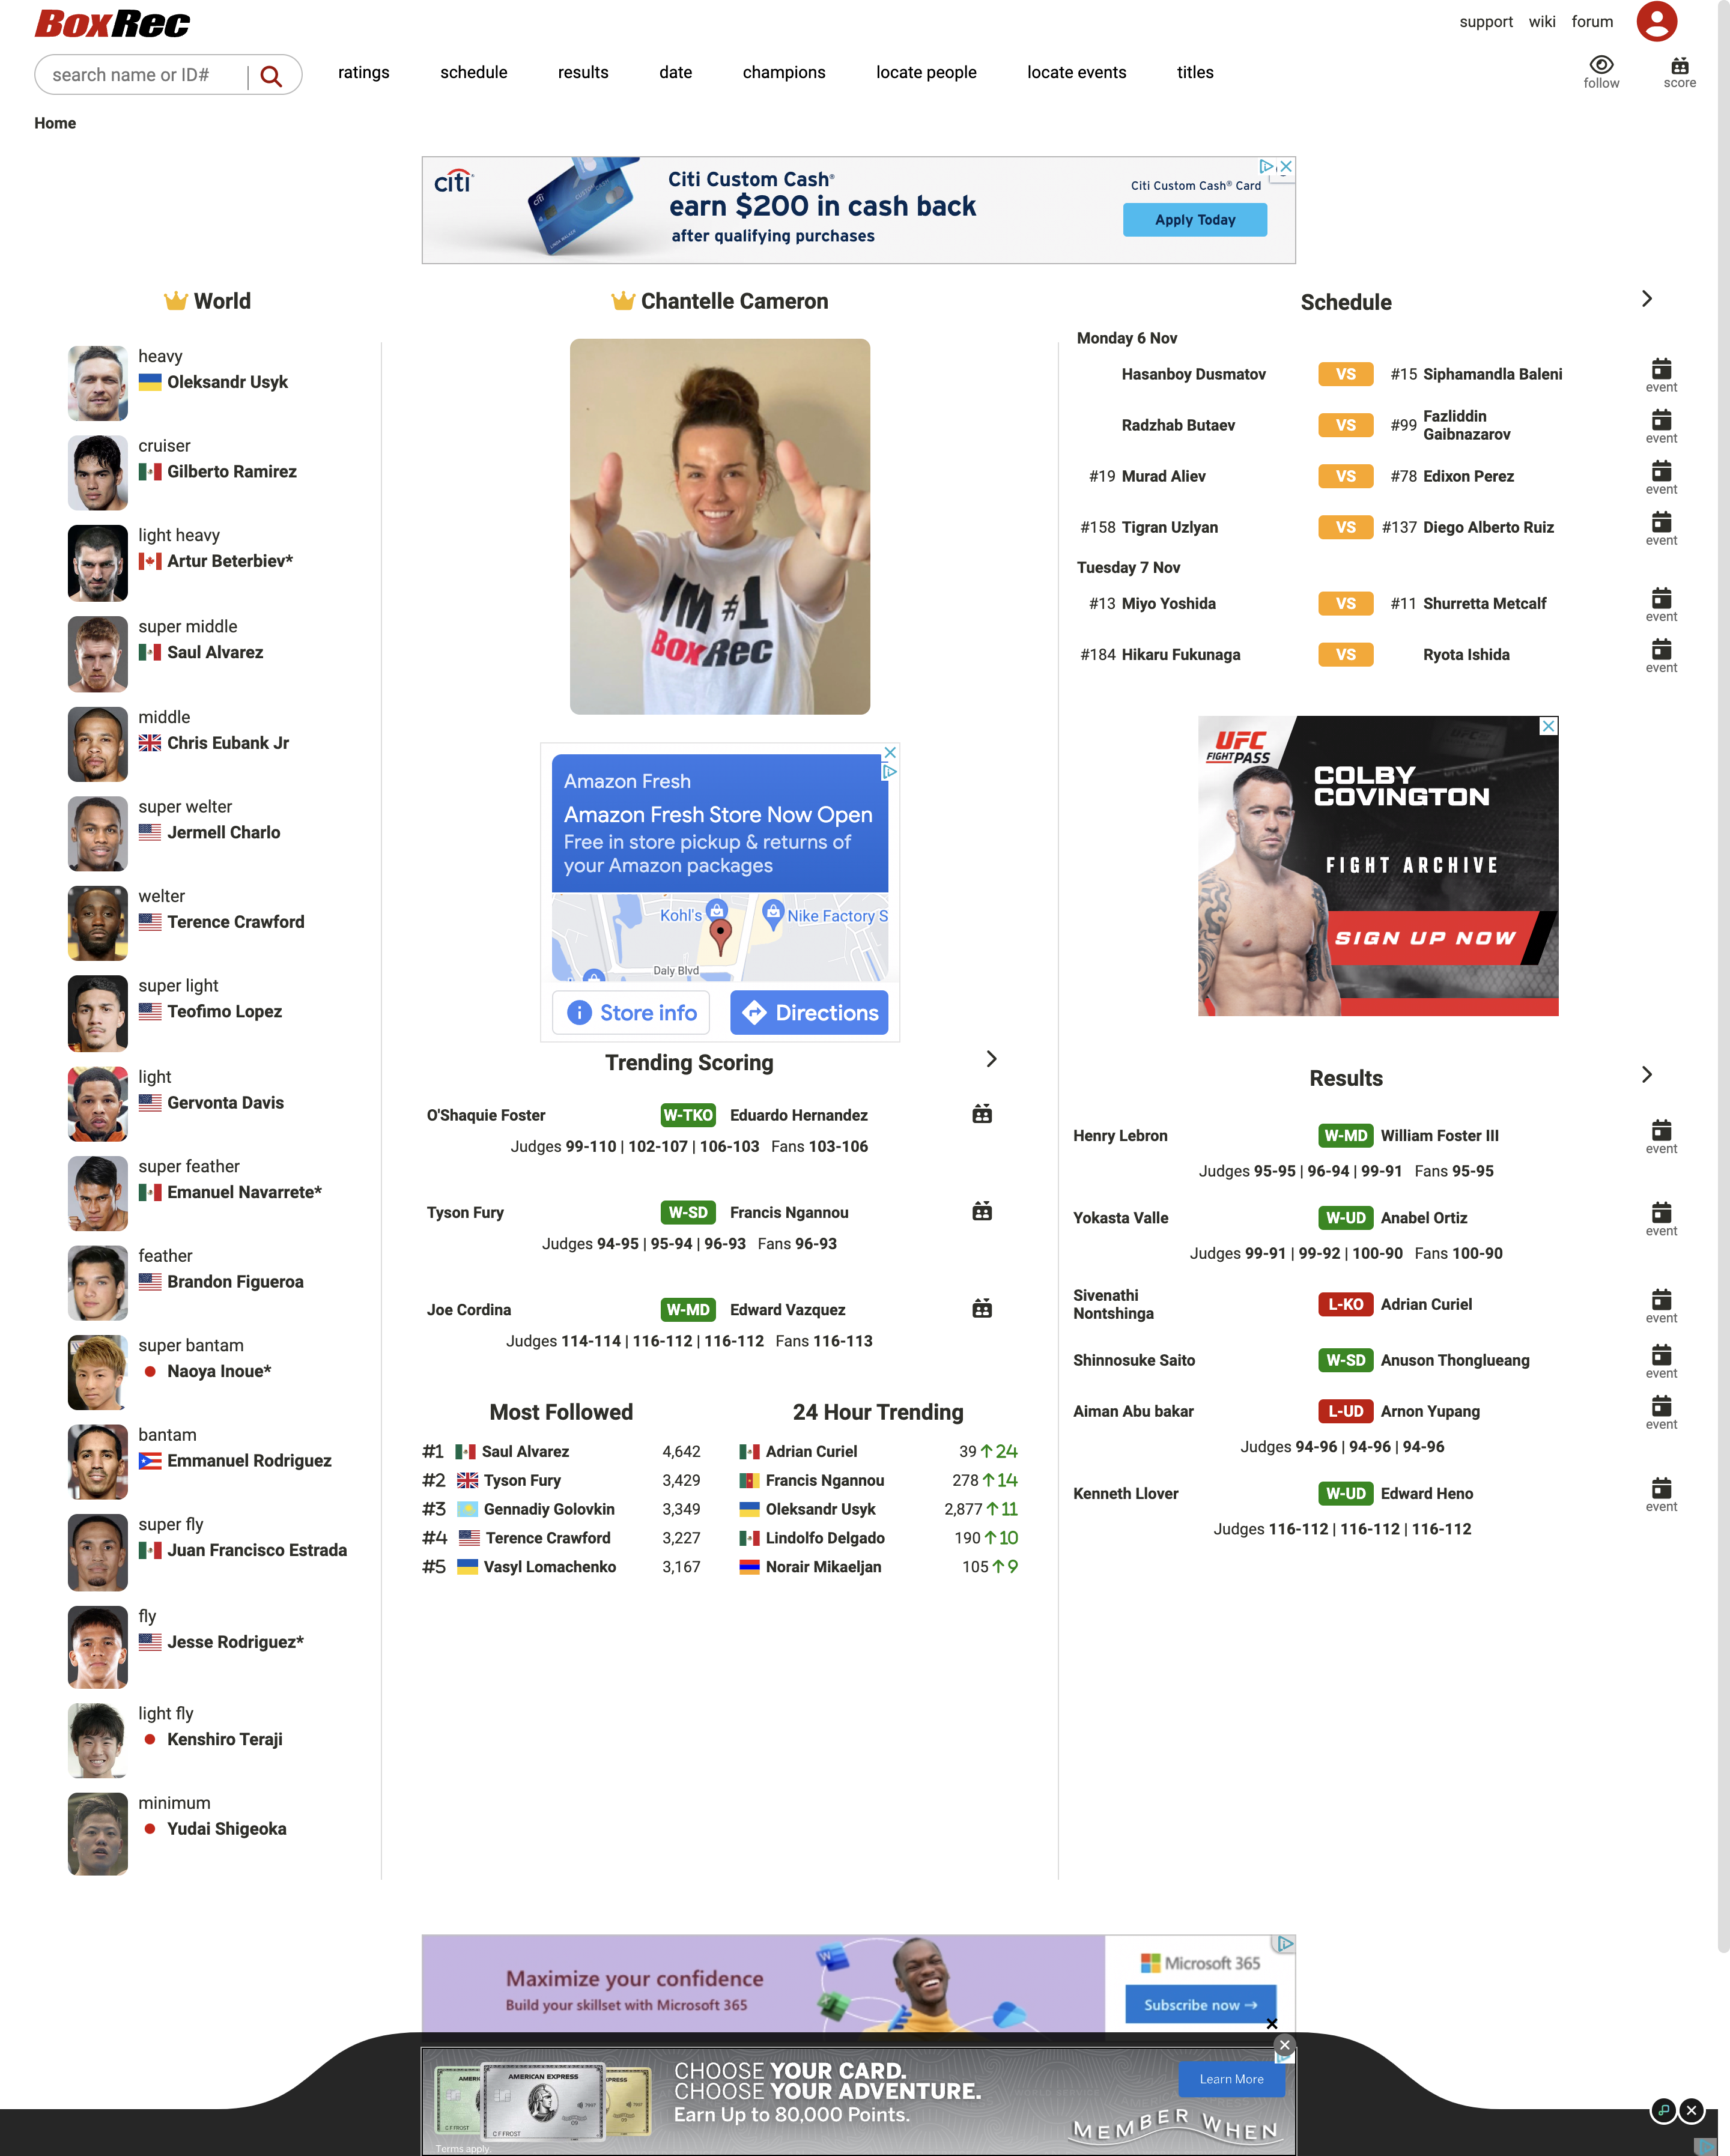 BoxRec
support wiki forum
search name or ID#
ratings schedule results date champions locate people locate events titles
follow score
Home
citi
Citi Custom Cash®
earn $200 in cash back
after qualifying purchases
Citi Custom Cash® Card
Apply Today
World
heavy
Oleksandr Usyk
cruiser
Gilberto Ramirez
light heavy
Artur Beterbiev*
super middle
Saul Alvarez
middle
Chris Eubank Jr
super welter
Jermell Charlo
welter
Terence Crawford
super light
Teofimo Lopez
light
Gervonta Davis
super feather
Emanuel Navarrete*
feather
Brandon Figueroa
super bantam
Naoya Inoue*
bantam
Emmanuel Rodriguez
super fly
Juan Francisco Estrada
fly
Jesse Rodriguez*
light fly
Kenshiro Teraji
minimum
Yudai Shigeoka
Chantelle Cameron
I'M #1
BoxRec
Amazon Fresh
Amazon Fresh Store Now Open
Free in store pickup & returns of
your Amazon packages
Kohl's
Nike Factory S
Daly Blvd
Store info
Directions
Trending Scoring
O'Shaquie Foster W-TKO Eduardo Hernandez
Judges 99-110 | 102-107 | 106-103 Fans 103-106
Tyson Fury W-SD Francis Ngannou
Judges 94-95 | 95-94 | 96-93 Fans 96-93
Joe Cordina W-MD Edward Vazquez
Judges 114-114 | 116-112 | 116-112 Fans 116-113
Most Followed
#1 Saul Alvarez 4,642
#2 Tyson Fury 3,429
#3 Gennadiy Golovkin 3,349
#4 Terence Crawford 3,227
#5 Vasyl Lomachenko 3,167
24 Hour Trending
Adrian Curiel 39 ↑24
Francis Ngannou 278 ↑14
Oleksandr Usyk 2,877 ↑11
Lindolfo Delgado 190 ↑10
Norair Mikaeljan 105 ↑9
Schedule
Monday 6 Nov
Hasanboy Dusmatov VS #15 Siphamandla Baleni
event
Radzhab Butaev VS #99 Fazliddin
Gaibnazarov
event
#19 Murad Aliev VS #78 Edixon Perez
event
#158 Tigran Uzlyan VS #137 Diego Alberto Ruiz
event
Tuesday 7 Nov
#13 Miyo Yoshida VS #11 Shurretta Metcalf
event
#184 Hikaru Fukunaga VS Ryota Ishida
event
UFC
FIGHT PASS
COLBY
COVINGTON
FIGHT ARCHIVE
SIGN UP NOW
Results
Henry Lebron W-MD William Foster III
event
Judges 95-95 | 96-94 | 99-91 Fans 95-95
Yokasta Valle W-UD Anabel Ortiz
event
Judges 99-91 | 99-92 | 100-90 Fans 100-90
Sivenathi
Nontshinga L-KO Adrian Curiel
event
Shinnosuke Saito W-SD Anuson Thonglueang
event
Aiman Abu bakar L-UD Arnon Yupang
event
Judges 94-96 | 94-96 | 94-96
Kenneth Llover W-UD Edward Heno
event
Judges 116-112 | 116-112 | 116-112
Maximize your confidence
Build your skillset with Microsoft 365
Microsoft 365
Subscribe now →
AMERICAN EXPRESS
C F FROST
CHOOSE YOUR CARD.
CHOOSE YOUR ADVENTURE.
Earn Up to 80,000 Points.
Terms apply.
Learn More
MEMBER WHEN